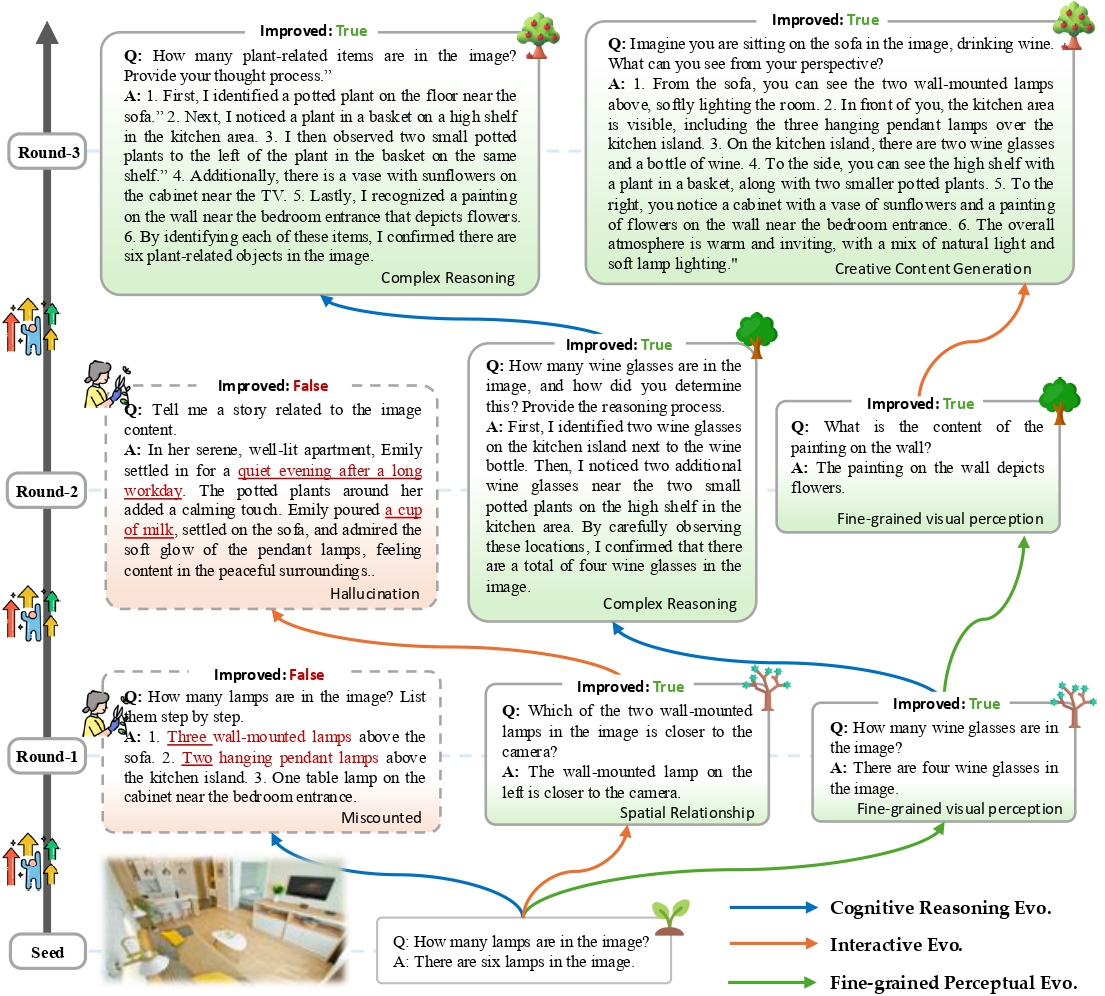 Improved: True
Q: How many plant-related items are in the image?
Provide your thought process.”
A: 1. First, I identified a potted plant on the floor near the
sofa.” 2. Next, I noticed a plant in a basket on a high shelf
in the kitchen area. 3. I then observed two small potted
plants to the left of the plant in the basket on the same
shelf.” 4. Additionally, there is a vase with sunflowers on
the cabinet near the TV. 5. Lastly, I recognized a painting
on the wall near the bedroom entrance that depicts flowers.
6. By identifying each of these items, I confirmed there are
six plant-related objects in the image.
Complex Reasoning
Improved: True
Q: Imagine you are sitting on the sofa in the image, drinking wine.
What can you see from your perspective?
A: 1. From the sofa, you can see the two wall-mounted lamps
above, softly lighting the room. 2. In front of you, the kitchen area
is visible, including the three hanging pendant lamps over the
kitchen island. 3. On the kitchen island, there are two wine glasses
and a bottle of wine. 4. To the side, you can see the high shelf with
a plant in a basket, along with two smaller potted plants. 5. To the
right, you notice a cabinet with a vase of sunflowers and a painting
of flowers on the wall near the bedroom entrance. 6. The overall
atmosphere is warm and inviting, with a mix of natural light and
soft lamp lighting."
Creative Content Generation
Round-3
Improved: False
Q: Tell me a story related to the image
content.
A: In her serene, well-lit apartment, Emily
settled in for a quiet evening after a long
workday. The potted plants around her
added a calming touch. Emily poured a cup
of milk, settled on the sofa, and admired the
soft glow of the pendant lamps, feeling
content in the peaceful surroundings..
Hallucination
Improved: True
Q: How many wine glasses are in the
image, and how did you determine
this? Provide the reasoning process.
A: First, I identified two wine glasses
on the kitchen island next to the wine
bottle. Then, I noticed two additional
wine glasses near the two small
potted plants on the high shelf in the
kitchen area. By carefully observing
these locations, I confirmed that there
are a total of four wine glasses in the
image.
Complex Reasoning
Improved: True
Q: What is the content of the
painting on the wall?
A: The painting on the wall depicts
flowers.
Fine-grained visual perception
Round-2
Improved: False
Q: How many lamps are in the image? List
them step by step.
A: 1. Three wall-mounted lamps above the
sofa. 2. Two hanging pendant lamps above
the kitchen island. 3. One table lamp on the
cabinet near the bedroom entrance.
Miscounted
Improved: True
Q: Which of the two wall-mounted
lamps in the image is closer to the
camera?
A: The wall-mounted lamp on the
left is closer to the camera.
Spatial Relationship
Improved: True
Q: How many wine glasses are in
the image?
A: There are four wine glasses in
the image.
Fine-grained visual perception
Round-1
Seed
Q: How many lamps are in the image?
A: There are six lamps in the image.
Cognitive Reasoning Evo.
Interactive Evo.
Fine-grained Perceptual Evo.